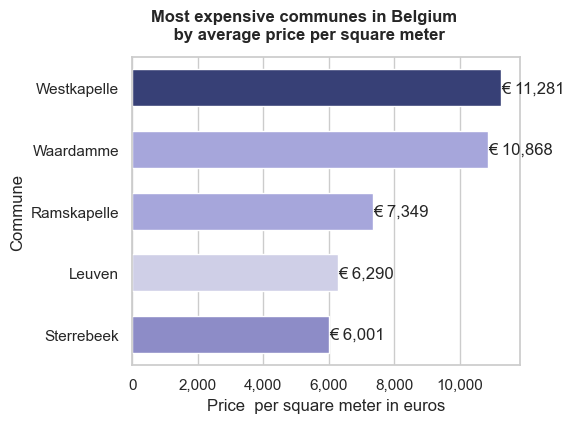 Most expensive communes in Belgium
by average price per square meter
Commune
Westkapelle
€ 11,281
Waardamme
€ 10,868
Ramskapelle
€ 7,349
Leuven
€ 6,290
Sterrebeek
€ 6,001
0 2,000 4,000 6,000 8,000 10,000
Price  per square meter in euros